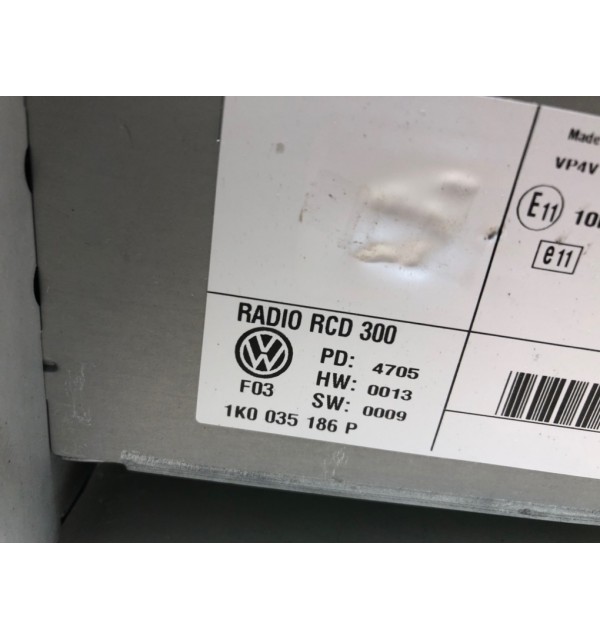 Made
VP4V
E11
10
e11
RADIO RCD 300
PD: 4705
F03
HW: 0013
SW: 0009
1K0 035 186 P